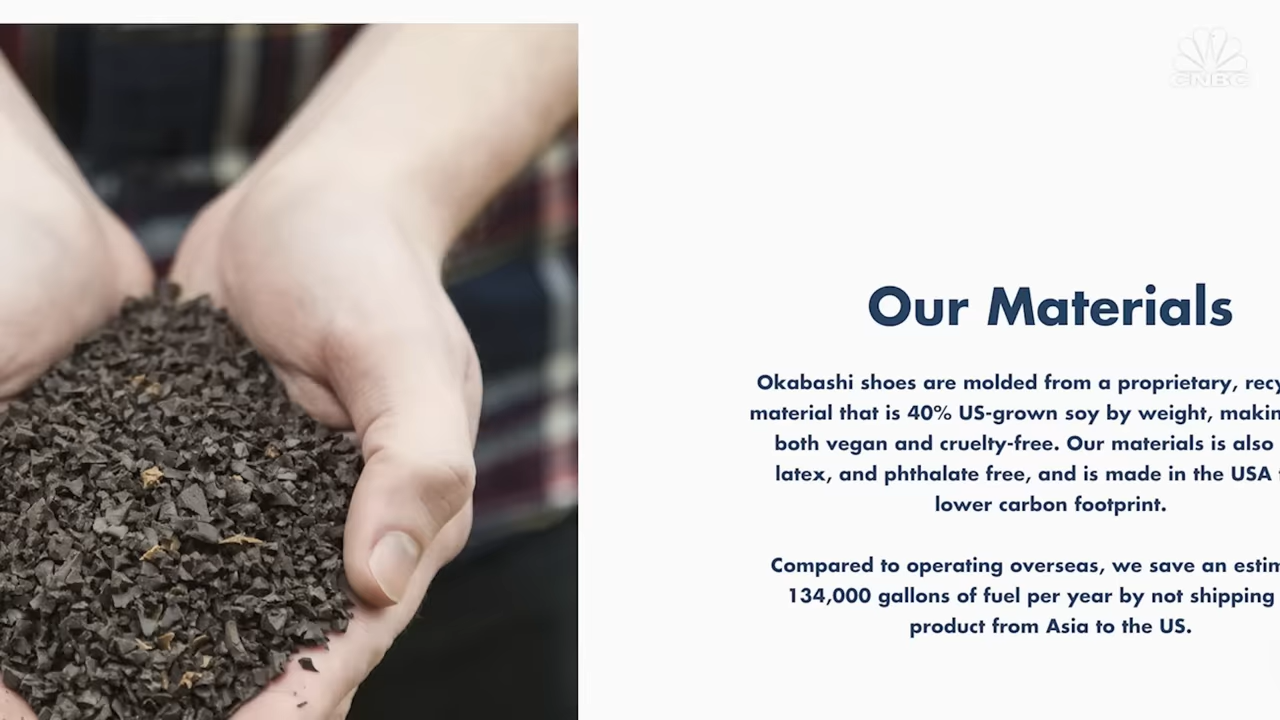 CNBC
Our Materials
Okabashi shoes are molded from a proprietary,
material that is 40% US-grown soy by weight,
both vegan and cruelty-free. Our materials is also
latex, and phthalate free, and is made in the USA
lower carbon footprint.
Compared to operating overseas, we save an
134,000 gallons of fuel per year by not shipping
product from Asia to the US.